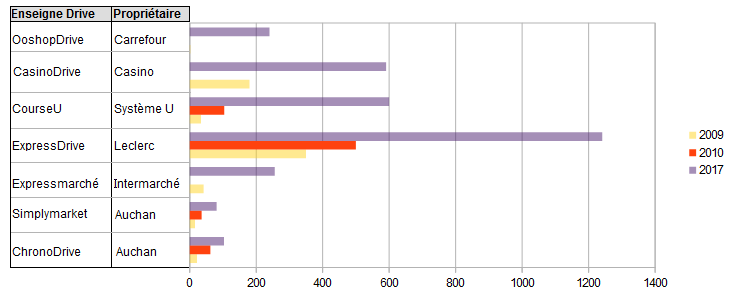 Enseigne Drive Propriétaire
OoshopDrive Carrefour
CasinoDrive Casino
CourseU Système U
ExpressDrive Leclerc
Expressmarché Intermarché
Simplymarket Auchan
ChronoDrive Auchan
0 200 400 600 800 1000 1200 1400
2009
2010
2017